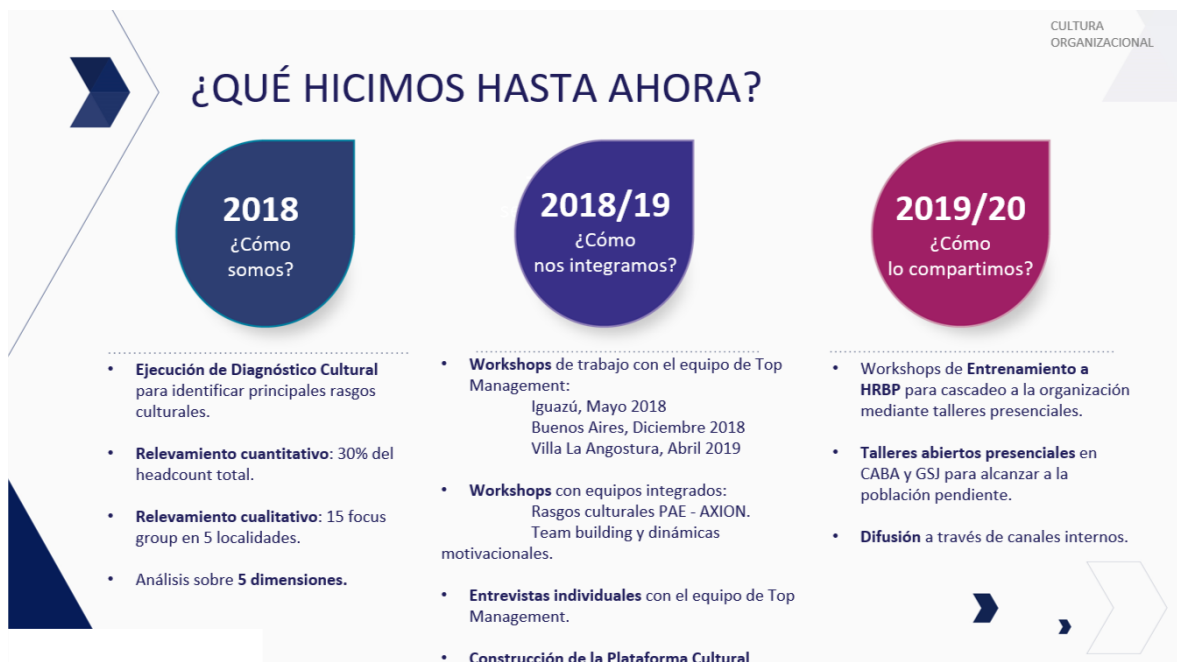 CULTURA
ORGANIZACIONAL
¿QUÉ HICIMOS HASTA AHORA?
2018
¿Cómo
somos?
• Ejecución de Diagnóstico Cultural
para identificar principales rasgos
culturales.
• Relevamiento cuantitativo: 30% del
headcount total.
• Relevamiento cualitativo: 15 focus
group en 5 localidades.
• Análisis sobre 5 dimensiones.
2018/19
¿Cómo
nos integramos?
• Workshops de trabajo con el equipo de Top
Management:
Iguazú, Mayo 2018
Buenos Aires, Diciembre 2018
Villa La Angostura, Abril 2019
• Workshops con equipos integrados:
Rasgos culturales PAE - AXION.
Team building y dinámicas
motivacionales.
• Entrevistas individuales con el equipo de Top
Management.
• Construcción de la Plataforma Cultural
2019/20
¿Cómo
lo compartimos?
• Workshops de Entrenamiento a
HRBP para cascadeo a la organización
mediante talleres presenciales.
• Talleres abiertos presenciales en
CABA y GSJ para alcanzar a la
población pendiente.
• Difusión a través de canales internos.